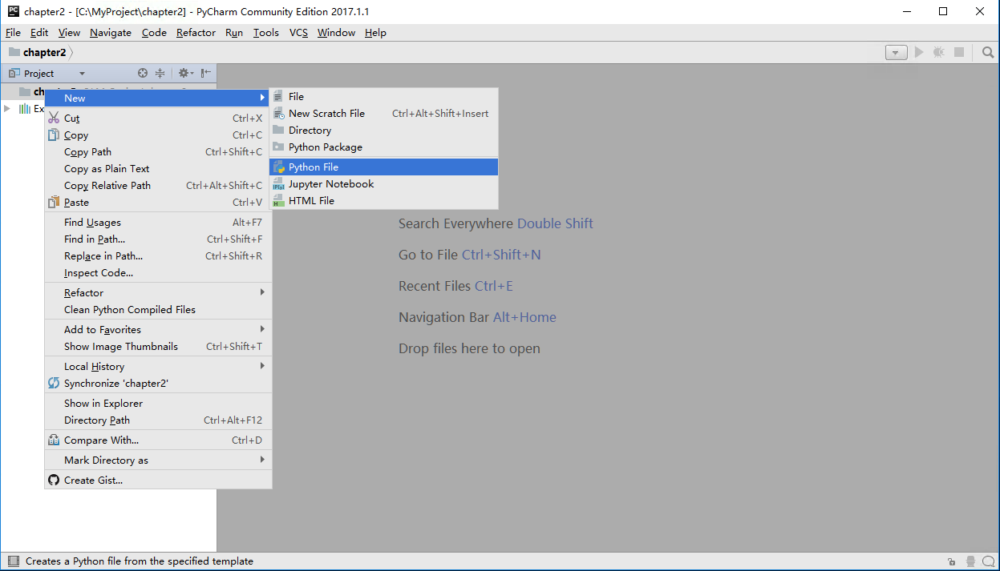 PC chapter2 - [C:\MyProject\chapter2] - PyCharm Community Edition 2017.1.1
File Edit View Navigate Code Refactor Run Tools VCS Window Help
chapter2
Project
New
Ex
Cut Ctrl+X
Copy Ctrl+C
Copy Path Ctrl+Shift+C
Copy as Plain Text
Copy Relative Path Ctrl+Alt+Shift+C
Paste Ctrl+V
Find Usages Alt+F7
Find in Path... Ctrl+Shift+F
Replace in Path... Ctrl+Shift+R
Inspect Code...
Refactor
Clean Python Compiled Files
Add to Favorites
Show Image Thumbnails Ctrl+Shift+T
Local History
Synchronize 'chapter2'
Show in Explorer
Directory Path Ctrl+Alt+F12
Compare With... Ctrl+D
Mark Directory as
Create Gist...
File
New Scratch File Ctrl+Alt+Shift+Insert
Directory
Python Package
Python File
Jupyter Notebook
HTML File
Search Everywhere Double Shift
Go to File Ctrl+Shift+N
Recent Files Ctrl+E
Navigation Bar Alt+Home
Drop files here to open
Creates a Python file from the specified template